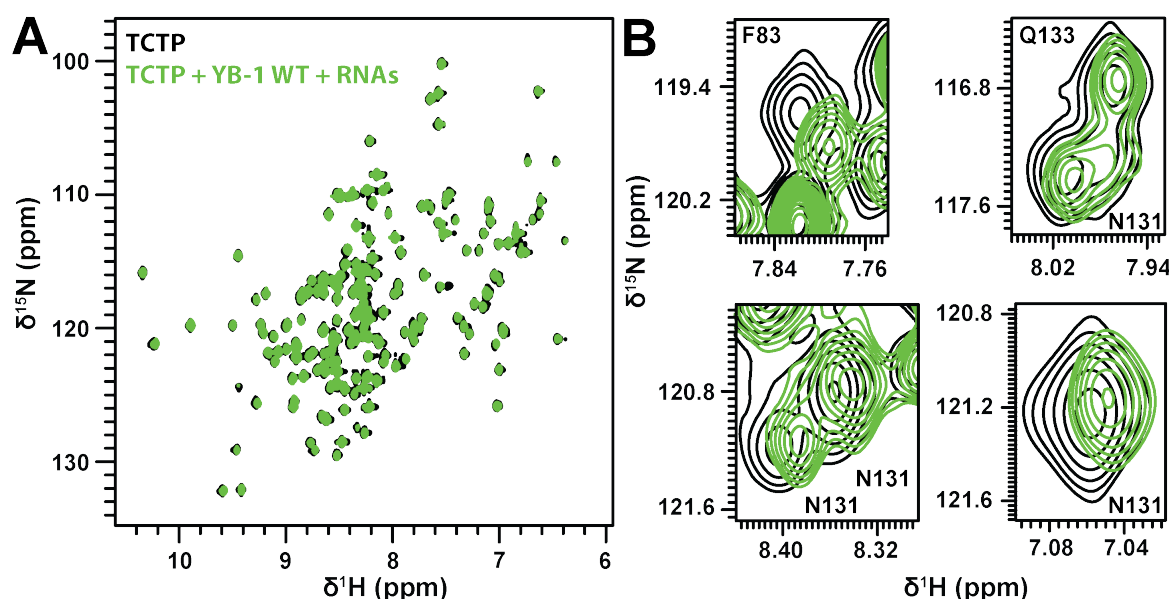 A
TCTP
TCTP + YB-1 WT + RNAs
100
110
120
130
δ¹⁵N (ppm)
10
9
8
7
6
δ¹H (ppm)
B
F83
119.4
120.2
7.84
7.76
Q133
116.8
117.6
N131
8.02
7.94
δ¹⁵N (ppm)
120.8
121.6
N131
N131
8.40
8.32
120.8
121.2
121.6
N131
7.08
7.04
δ¹H (ppm)